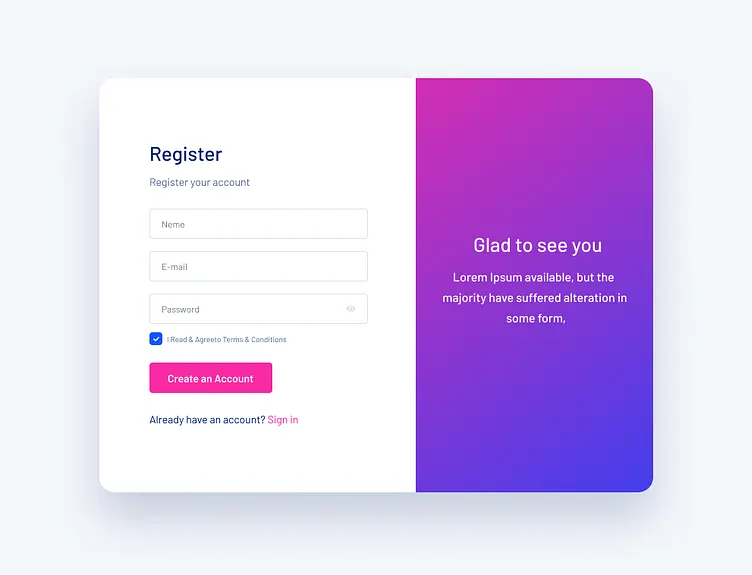 Register
Register your account
Neme
E-mail
Password
I Read & Agreeto Terms & Conditions
Create an Account
Already have an account? Sign in
Glad to see you
Lorem Ipsum available, but the
majority have suffered alteration in
some form,